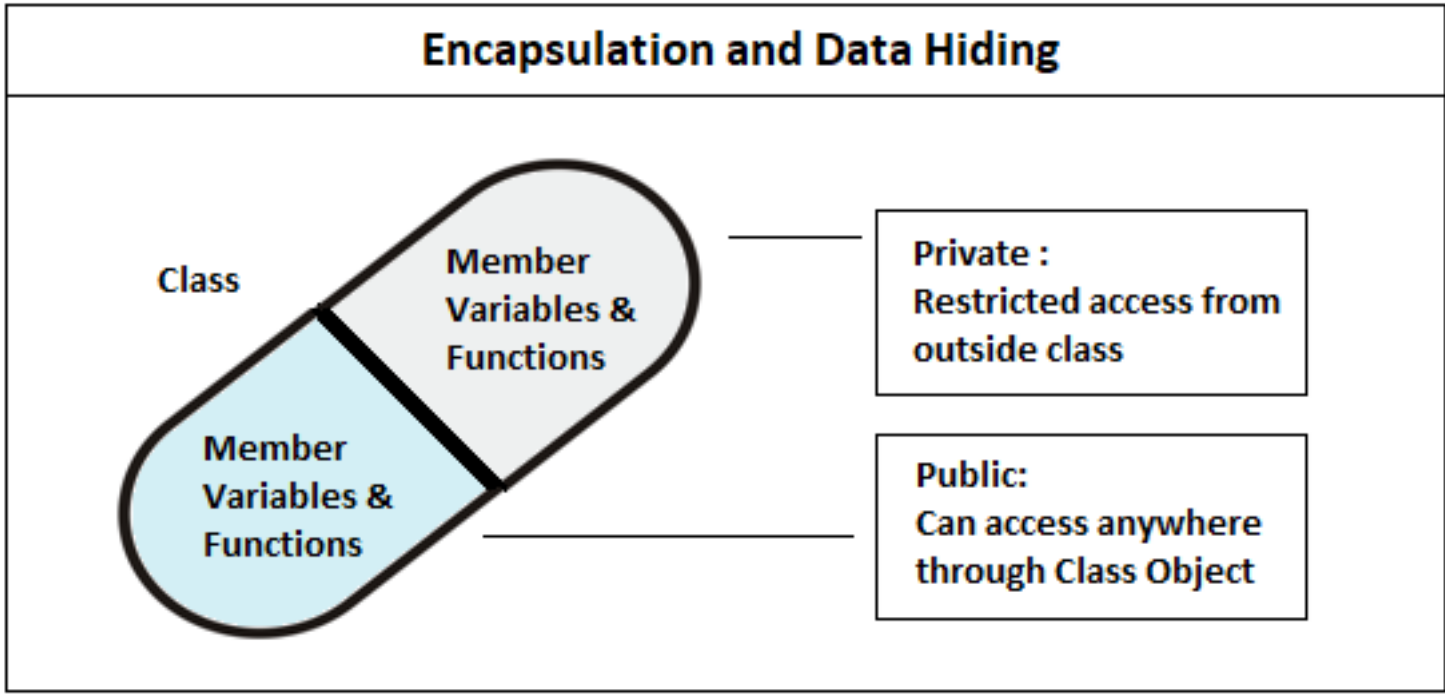 Encapsulation and Data Hiding
Class
Member
Variables &
Functions
Private :
Restricted access from
outside class
Member
Variables &
Functions
Public:
Can access anywhere
through Class Object